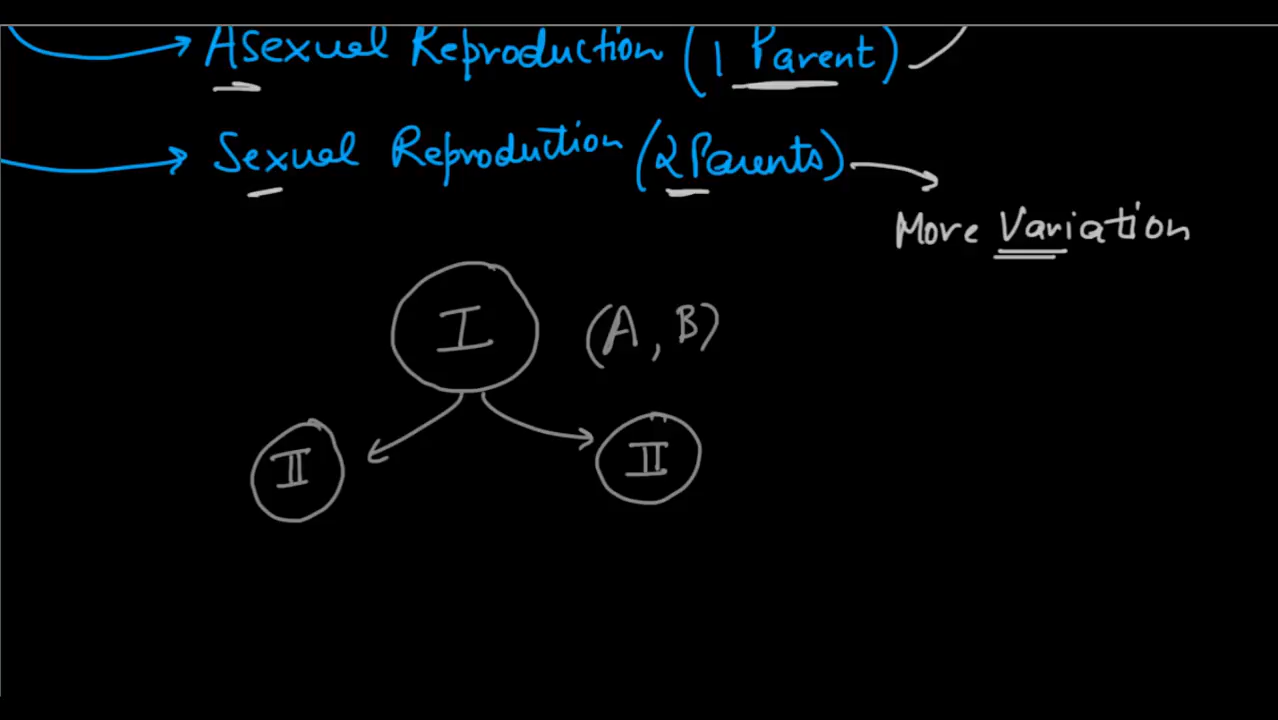 Asexual Reproduction (1 Parent)
Sexual Reproduction (2 Parents)
More Variation
I (A, B)
II II